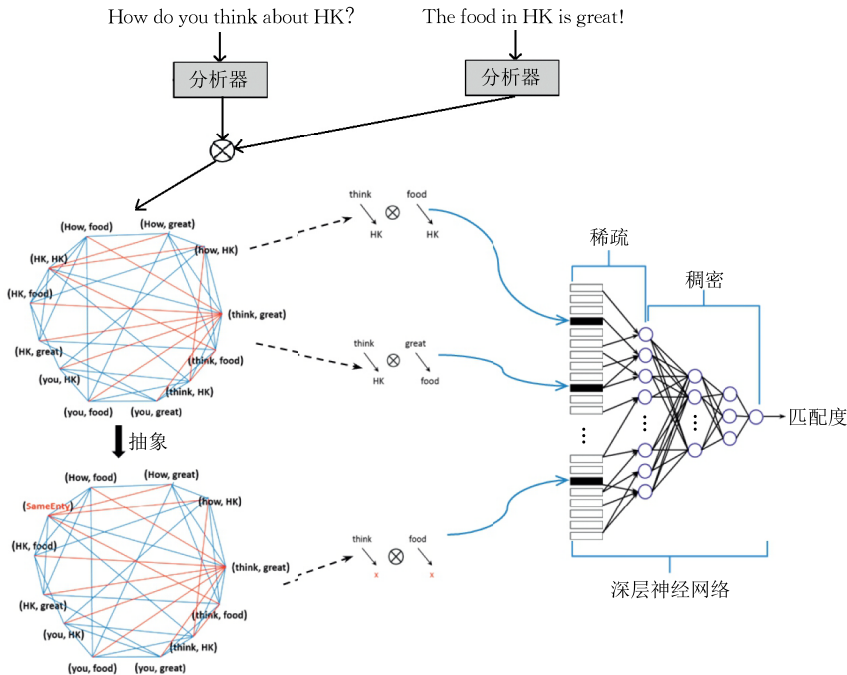 How do you think about HK?
The food in HK is great!
分析器
分析器
think
food
HK
HK
(How, food)
(How, great)
(how, HK)
(HK, HK)
(HK, food)
(think, great)
(HK, great)
(think, food)
(you, HK)
(think, HK)
(you, food)
(you, great)
think
great
HK
food
稀疏
稠密
匹配度
抽象
(How, food)
(How, great)
(how, HK)
(SameEnty)
(HK, food)
(think, great)
(HK, great)
(think, food)
(you, HK)
(think, HK)
(you, food)
(you, great)
think
food
x
x
深层神经网络